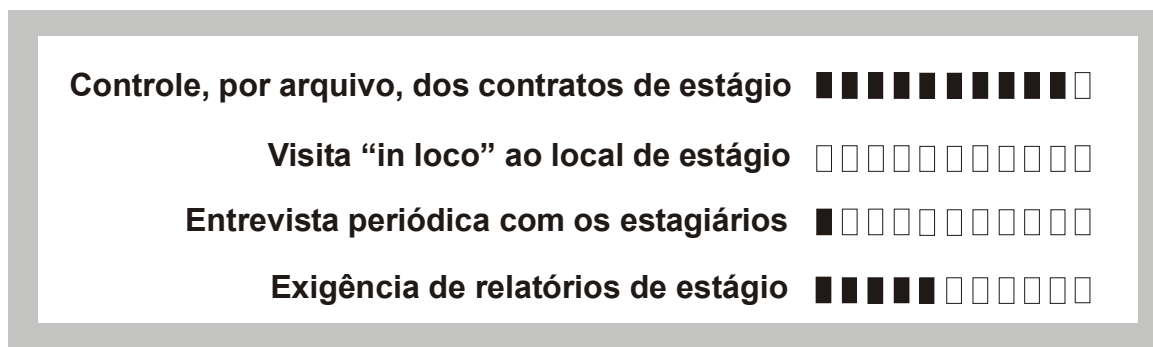 Controle, por arquivo, dos contratos de estágio
Visita “in loco” ao local de estágio
Entrevista periódica com os estagiários
Exigência de relatórios de estágio